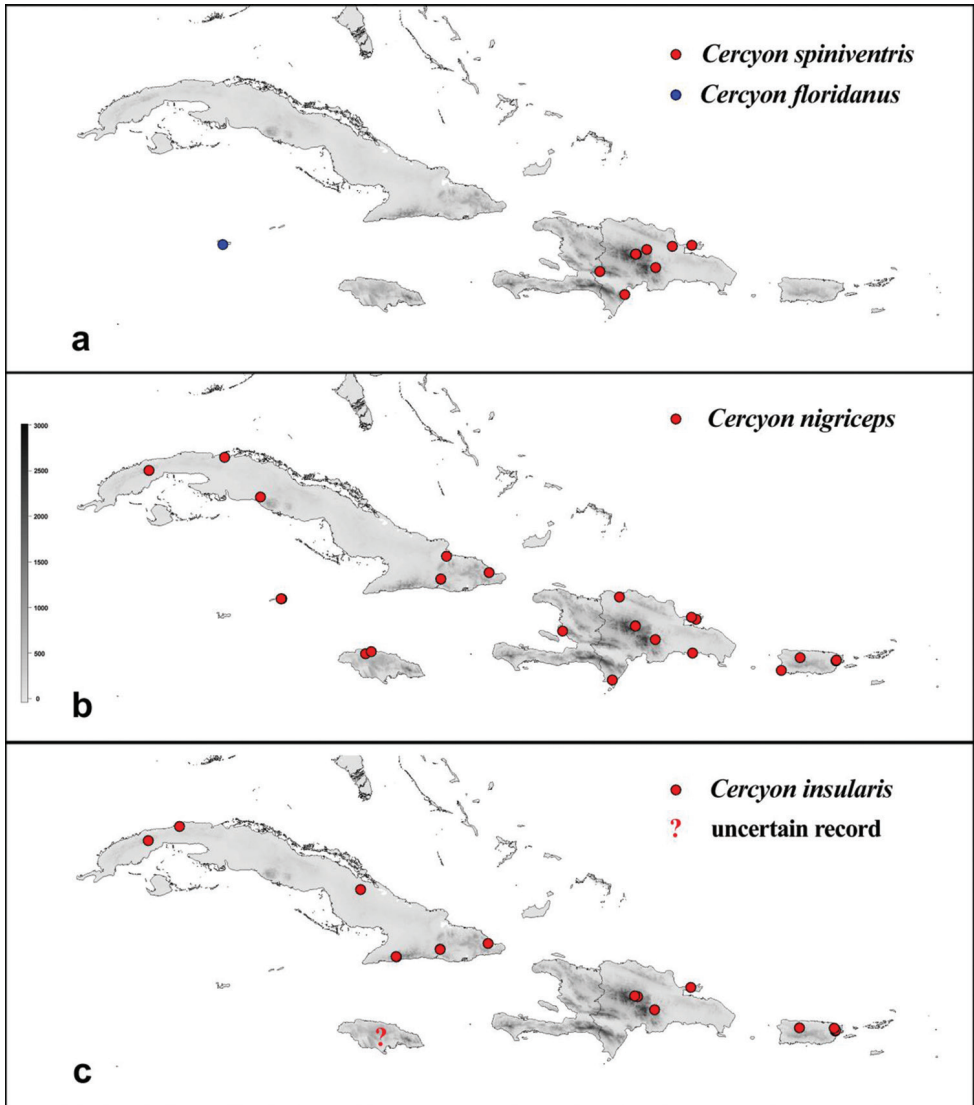 Cercyon spiniventris
Cercyon floridanus
a
Cercyon nigriceps
3000
2500
2000
1500
1000
500
0
b
Cercyon insularis
? uncertain record
?
c